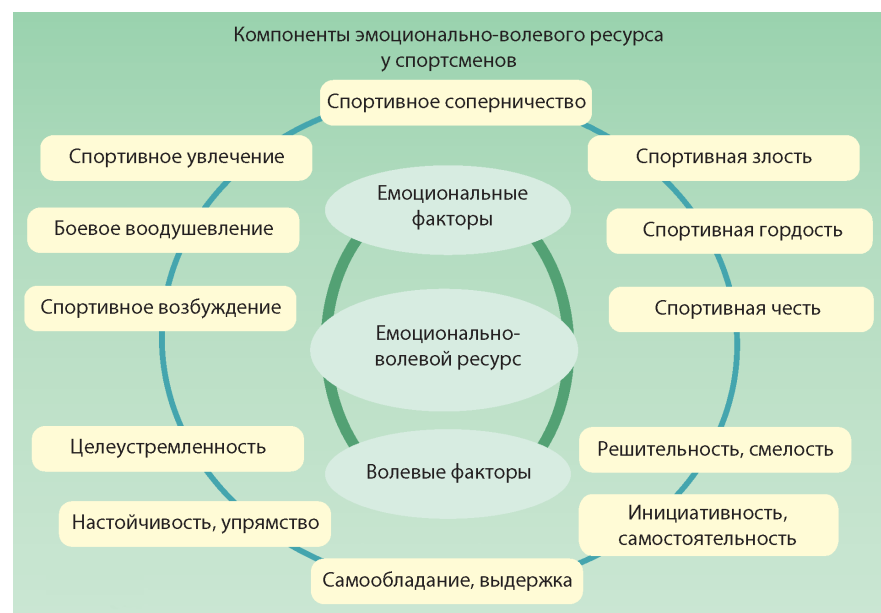 Компоненты эмоционально-волевого ресурса
у спортсменов
Спортивное соперничество
Спортивное увлечение
Спортивная злость
Емоциональные
факторы
Боевое воодушевление
Спортивная гордость
Спортивное возбуждение
Спортивная честь
Емоционально-
волевой ресурс
Целеустремленность
Решительность, смелость
Волевые факторы
Настойчивость, упрямство
Инициативность,
самостоятельность
Самообладание, выдержка